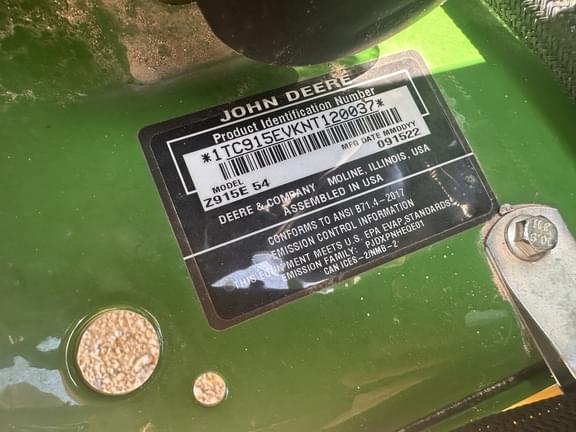 JOHN DEERE
Product Identification Number
*1TC915EVKNT120037*
MODEL
Z915E 54
MFG DATE MMDDYY
091522
DEERE & COMPANY MOLINE, ILLINOIS, USA
ASSEMBLED IN USA
CONFORMS TO ANSI B71.4-2017
EMISSION CONTROL INFORMATION
THIS EQUIPMENT MEETS U.S. EPA EVAP. STANDARDS
EMISSION FAMILY: PJDXPNHEQE01
CAN ICES-2/NMB-2